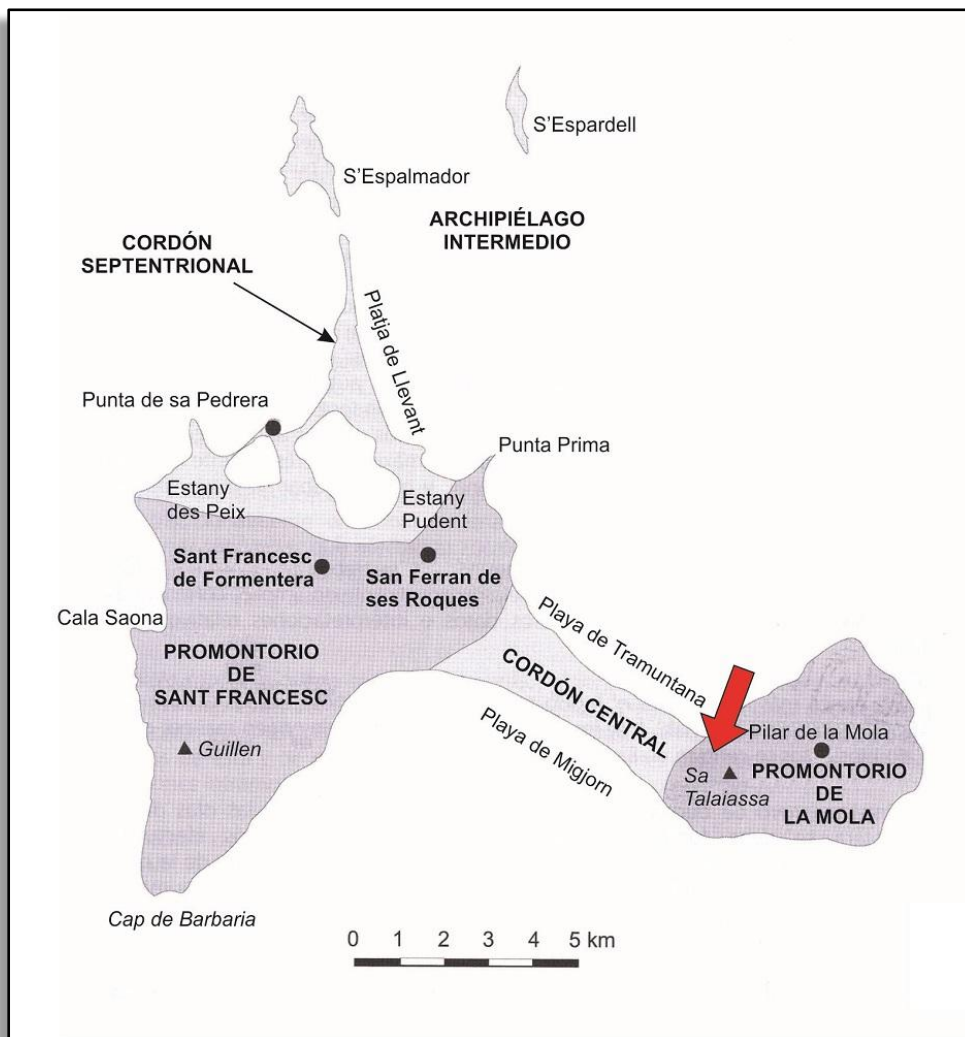 S'Espardell
S'Espalmador
ARCHIPIÉLAGO
INTERMEDIO
CORDÓN
SEPTENTRIONAL
Platja de Llevant
Punta de sa Pedrera
Punta Prima
Estany
des Peix
Estany
Pudent
Sant Francesc
de Formentera
San Ferran de
ses Roques
Cala Saona
Playa de Tramuntana
PROMONTORIO
DE
SANT FRANCESC
CORDÓN CENTRAL
Playa de Migjorn
Guillen
Pilar de la Mola
Sa
Talaiassa
PROMONTORIO
DE
LA MOLA
Cap de Barbaria
0 1 2 3 4 5 km